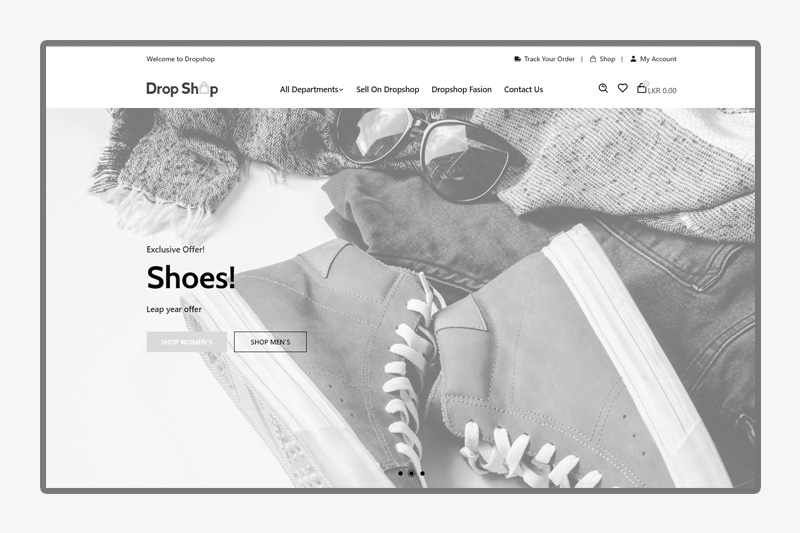 Welcome to Dropshop
Track Your Order | Shop | My Account
Drop Shop
All Departments Sell On Dropshop Dropshop Fasion Contact Us
LKR 0.00
Exclusive Offer!
Shoes!
Leap year offer
SHOP WOMEN'S SHOP MEN'S